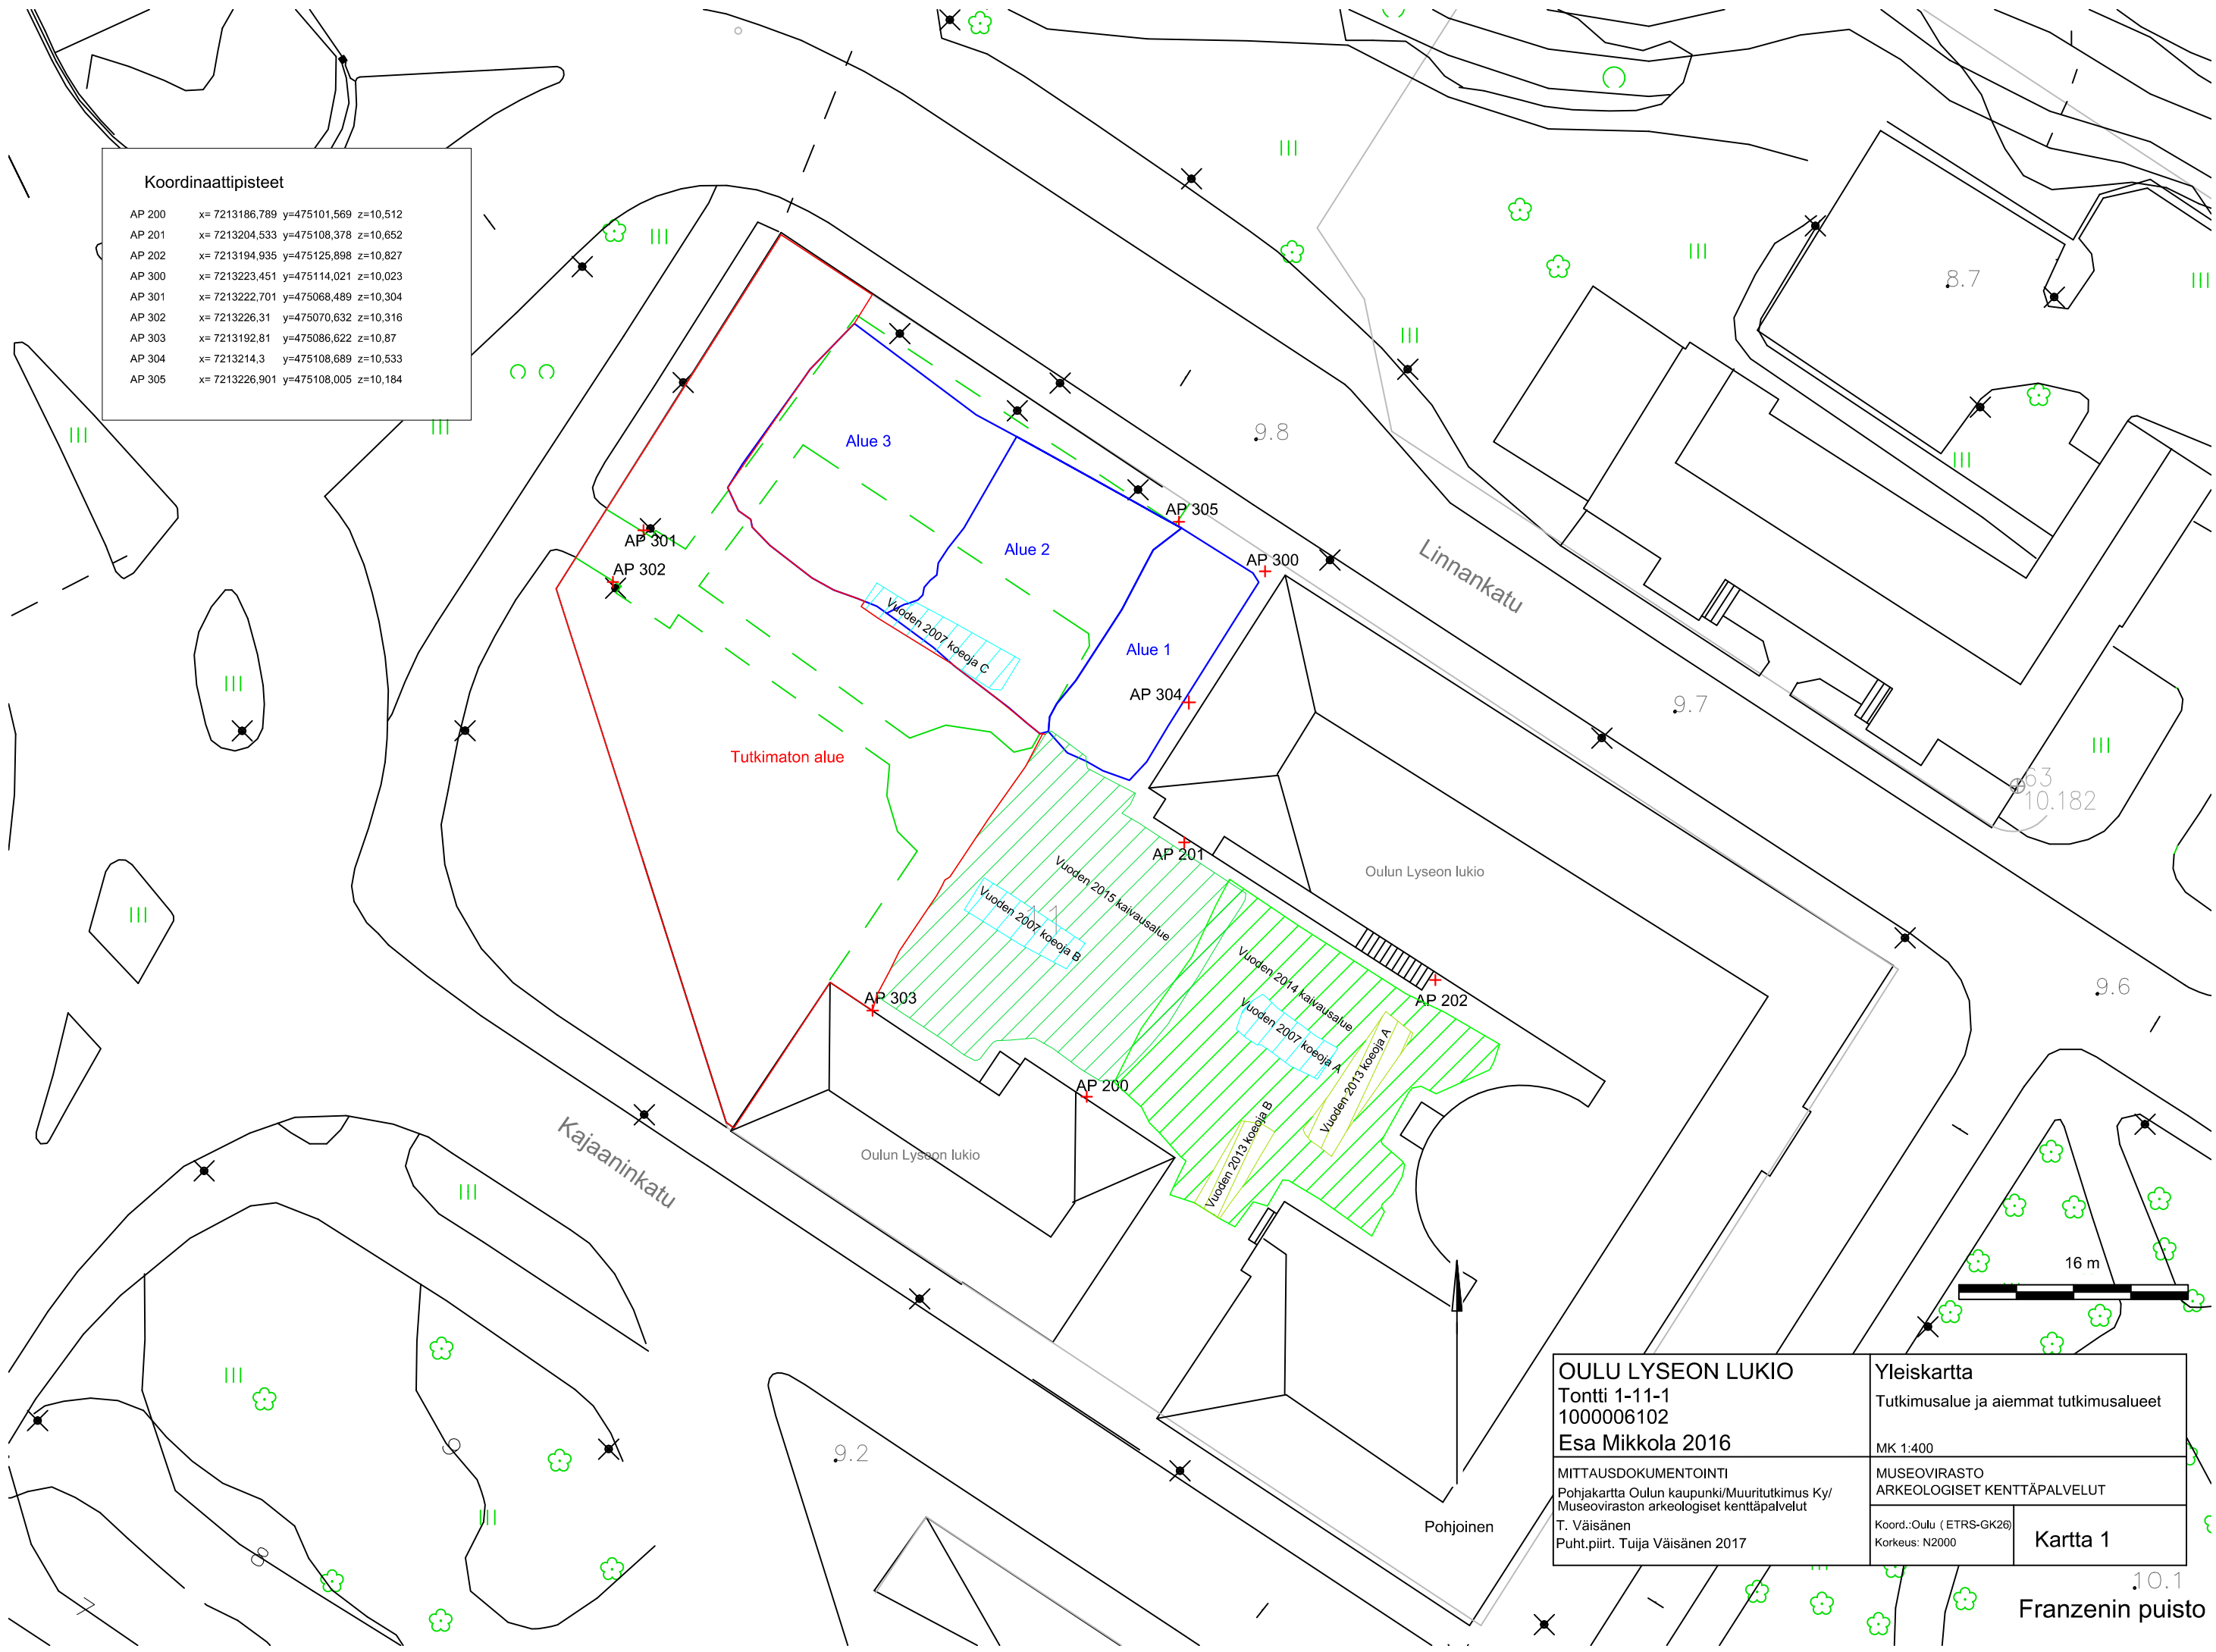 Koordinaattipisteet
AP 200 x= 7213186,789 y=475101,569 z=10,512
AP 201 x= 7213204,533 y=475108,378 z=10,652
AP 202 x= 7213194,935 y=475125,898 z=10,827
AP 300 x= 7213223,451 y=475114,021 z=10,023
AP 301 x= 7213222,701 y=475068,489 z=10,304
AP 302 x= 7213226,31 y=475070,632 z=10,316
AP 303 x= 7213192,81 y=475086,622 z=10,87
AP 304 x= 7213214,3 y=475108,689 z=10,533
AP 305 x= 7213226,901 y=475108,005 z=10,184
8.7
9.8
Alue 3
AP 305
AP 301
Alue 2
AP 300
Linnankatu
AP 302
Vuoden 2007 koeoja C
Alue 1
AP 304
9.7
Tutkimaton alue
63
10.182
AP 201
Oulun Lyseon lukio
Vuoden 2015 kaivausalue
11
Vuoden 2007 koeoja B
Vuoden 2014 kaivausalue
AP 303
AP 202
9.6
Vuoden 2007 koeoja A
Vuoden 2013 koeoja A
AP 200
Vuoden 2013 koeoja B
Kajaaninkatu
Oulun Lyseon lukio
16 m
9
9.2
8
7
Pohjoinen
OULU LYSEON LUKIO
Tontti 1-11-1
1000006102
Esa Mikkola 2016
Yleiskartta
Tutkimusalue ja aiemmat tutkimusalueet
MK 1:400
MITTAUSDOKUMENTOINTI
Pohjakartta Oulun kaupunki/Muuritutkimus Ky/
Museoviraston arkeologiset kenttäpalvelut
T. Väisänen
Puht.piirt. Tuija Väisänen 2017
MUSEOVIRASTO
ARKEOLOGISET KENTTÄPALVELUT
Koord.:Oulu ( ETRS-GK26)
Korkeus: N2000
Kartta 1
10.1
Franzenin puisto